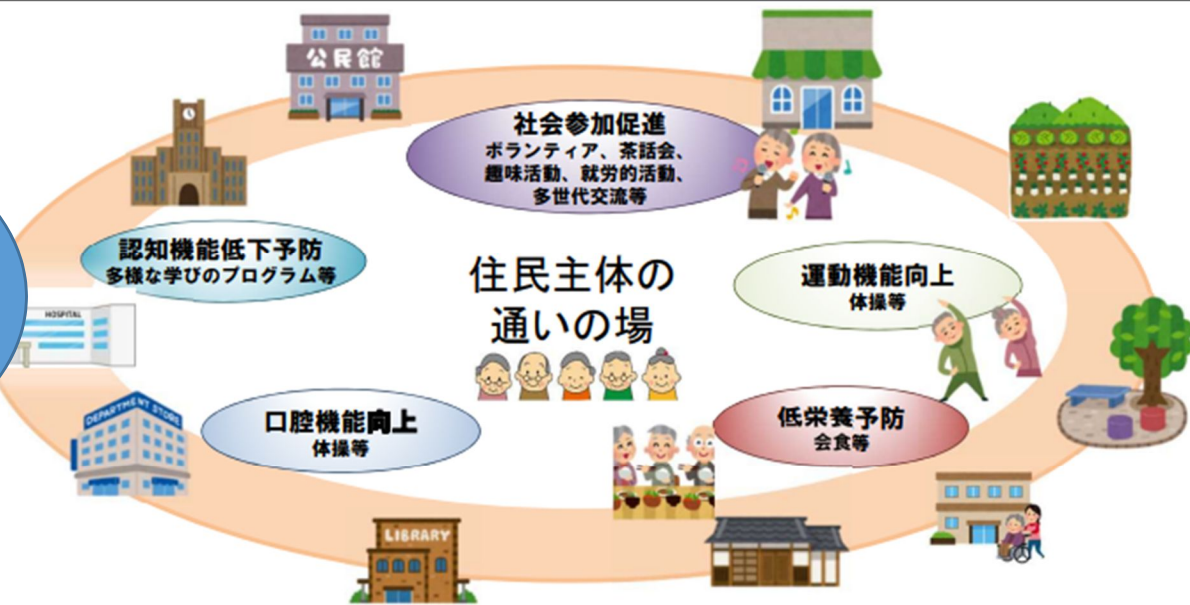 公民館
社会参加促進
ボランティア、茶話会、
趣味活動、就労的活動、
多世代交流等
認知機能低下予防
多様な学びのプログラム等
住民主体の
通いの場
運動機能向上
体操等
HOSPITAL
DEPARTMENT STORE
口腔機能向上
体操等
低栄養予防
会食等
LIBRARY